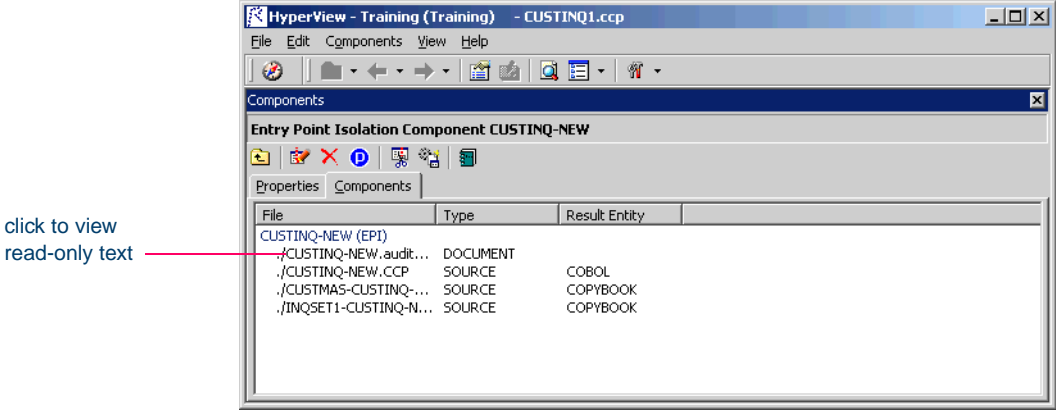 HyperView - Training (Training) - CUSTINQ1.ccp
File Edit Components View Help
Components
Entry Point Isolation Component CUSTINQ-NEW
Properties Components
File Type Result Entity
CUSTINQ-NEW (EPI)
./CUSTINQ-NEW.audit... DOCUMENT
./CUSTINQ-NEW.CCP SOURCE COBOL
./CUSTMAS-CUSTINQ-... SOURCE COPYBOOK
./INQSET1-CUSTINQ-N... SOURCE COPYBOOK
click to view
read-only text